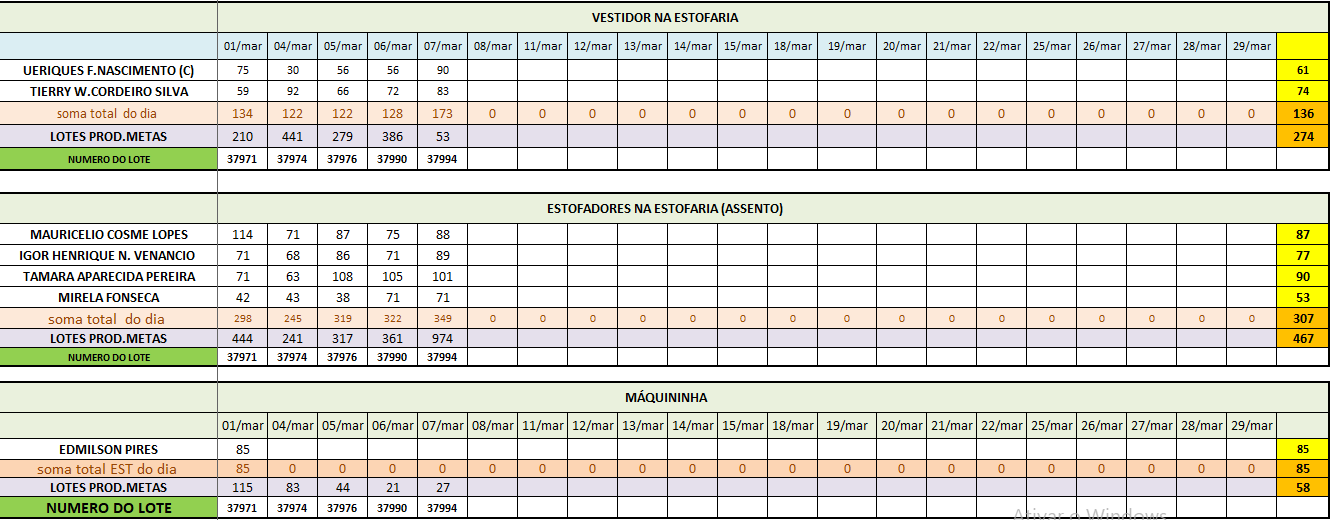 VESTIDOR NA ESTOFARIA
01/mar 04/mar 05/mar 06/mar 07/mar 08/mar 11/mar 12/mar 13/mar 14/mar 15/mar 18/mar 19/mar 20/mar 21/mar 22/mar 25/mar 26/mar 27/mar 28/mar 29/mar
UERIQUES F.NASCIMENTO (C) 75 30 56 56 90 61
TIERRY W.CORDEIRO SILVA 59 92 66 72 83 74
soma total do dia 134 122 122 128 173 0 0 0 0 0 0 0 0 0 0 0 0 0 0 0 0 136
LOTES PROD.METAS 210 441 279 386 53 274
NUMERO DO LOTE 37971 37974 37976 37990 37994
ESTOFADORES NA ESTOFARIA (ASSENTO)
MAURICELIO COSME LOPES 114 71 87 75 88 87
IGOR HENRIQUE N. VENANCIO 71 68 86 71 89 77
TAMARA APARECIDA PEREIRA 71 63 108 105 101 90
MIRELA FONSECA 42 43 38 71 71 53
soma total do dia 298 245 319 322 349 0 0 0 0 0 0 0 0 0 0 0 0 0 0 0 0 307
LOTES PROD.METAS 444 241 317 361 974 467
NUMERO DO LOTE 37971 37974 37976 37990 37994
MÁQUININHA
01/mar 04/mar 05/mar 06/mar 07/mar 08/mar 11/mar 12/mar 13/mar 14/mar 15/mar 18/mar 19/mar 20/mar 21/mar 22/mar 25/mar 26/mar 27/mar 28/mar 29/mar
EDMILSON PIRES 85 85
soma total EST do dia 85 0 0 0 0 0 0 0 0 0 0 0 0 0 0 0 0 0 0 0 0 85
LOTES PROD.METAS 115 83 44 21 27 58
NUMERO DO LOTE 37971 37974 37976 37990 37994
Ativar o Windows